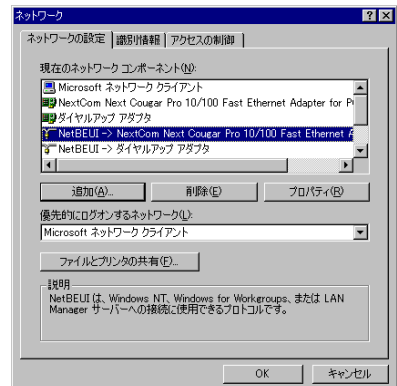 ネットワーク
ネットワークの設定 識別情報 アクセスの制御
現在のネットワーク コンポーネント(N):
Microsoft ネットワーク クライアント
NextCom Next Cougar Pro 10/100 Fast Ethernet Adapter for P
ダイヤルアップ アダプタ
NetBEUI -> NextCom Next Cougar Pro 10/100 Fast Ethernet A
NetBEUI -> ダイヤルアップ アダプタ
追加(A)... 削除(E) プロパティ(R)
優先的にログオンするネットワーク(L):
Microsoft ネットワーク クライアント
ファイルとプリンタの共有(F)...
説明
NetBEUI は、Windows NT、Windows for Workgroups、または LAN
Manager サーバーへの接続に使用できるプロトコルです。
OK キャンセル